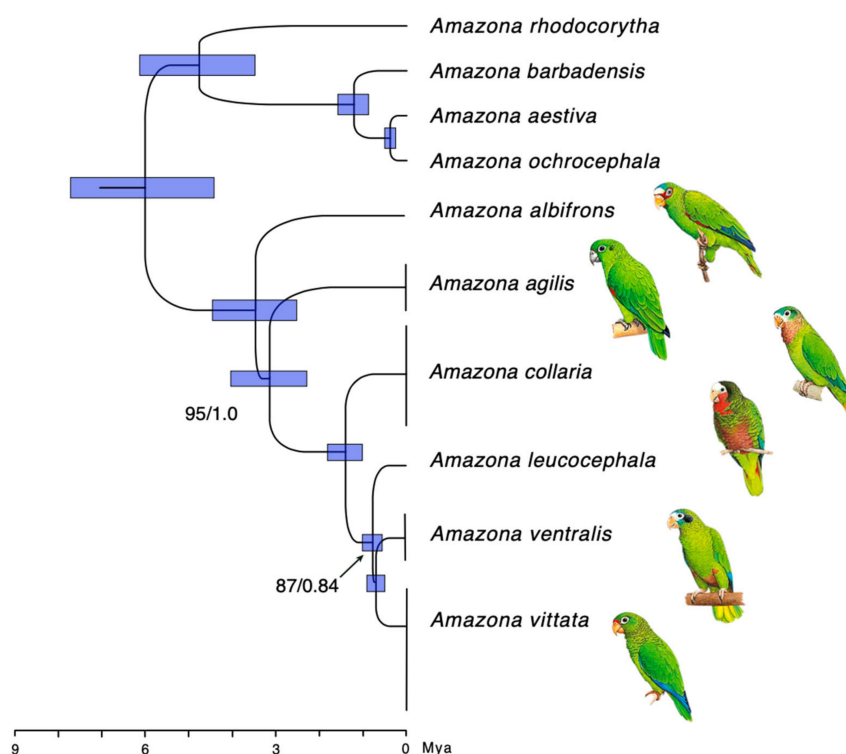 Amazona rhodocorytha
Amazona barbadensis
Amazona aestiva
Amazona ochrocephala
Amazona albifrons
Amazona agilis
Amazona collaria
95/1.0
Amazona leucocephala
Amazona ventralis
87/0.84
Amazona vittata
9 6 3 0 Mya